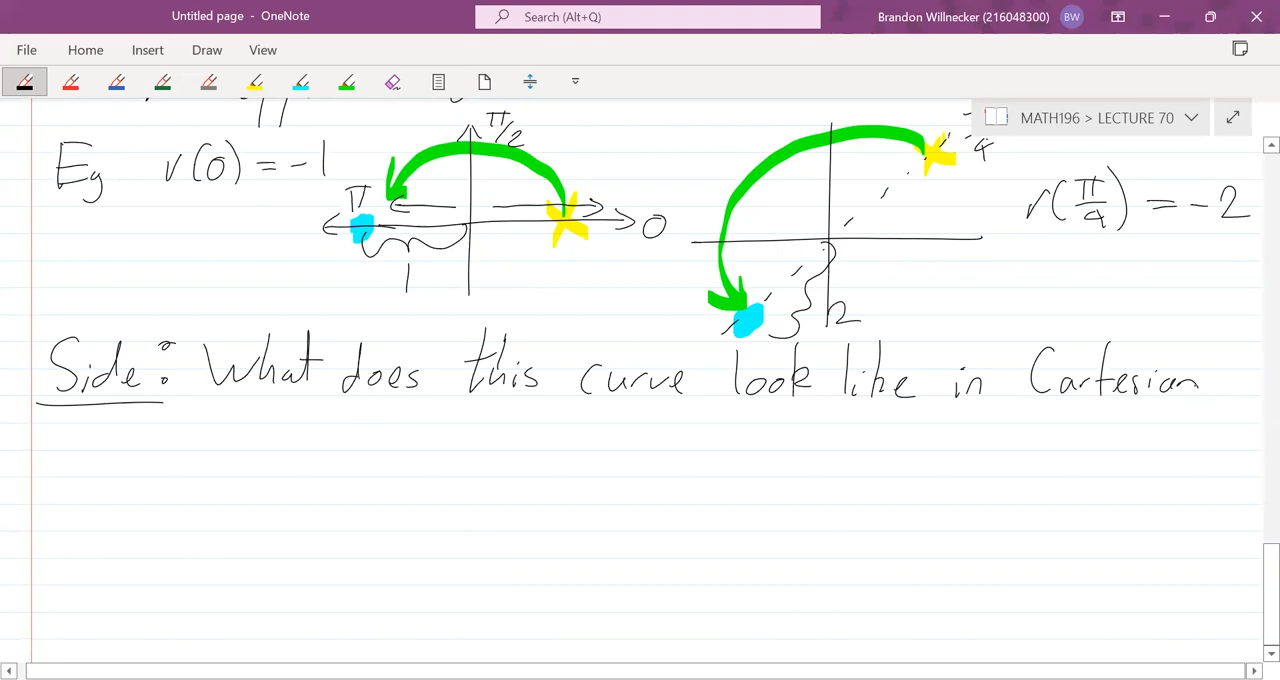 Untitled page - OneNote
Search (Alt+Q)
Brandon Willnecker (216048300)
BW
File Home Insert Draw View
MATH196 > LECTURE 70
Eg r(0) = -1
π/2
π
0
1
π/4
2
r(π/4) = -2
Side: What does this curve look like in Cartesian